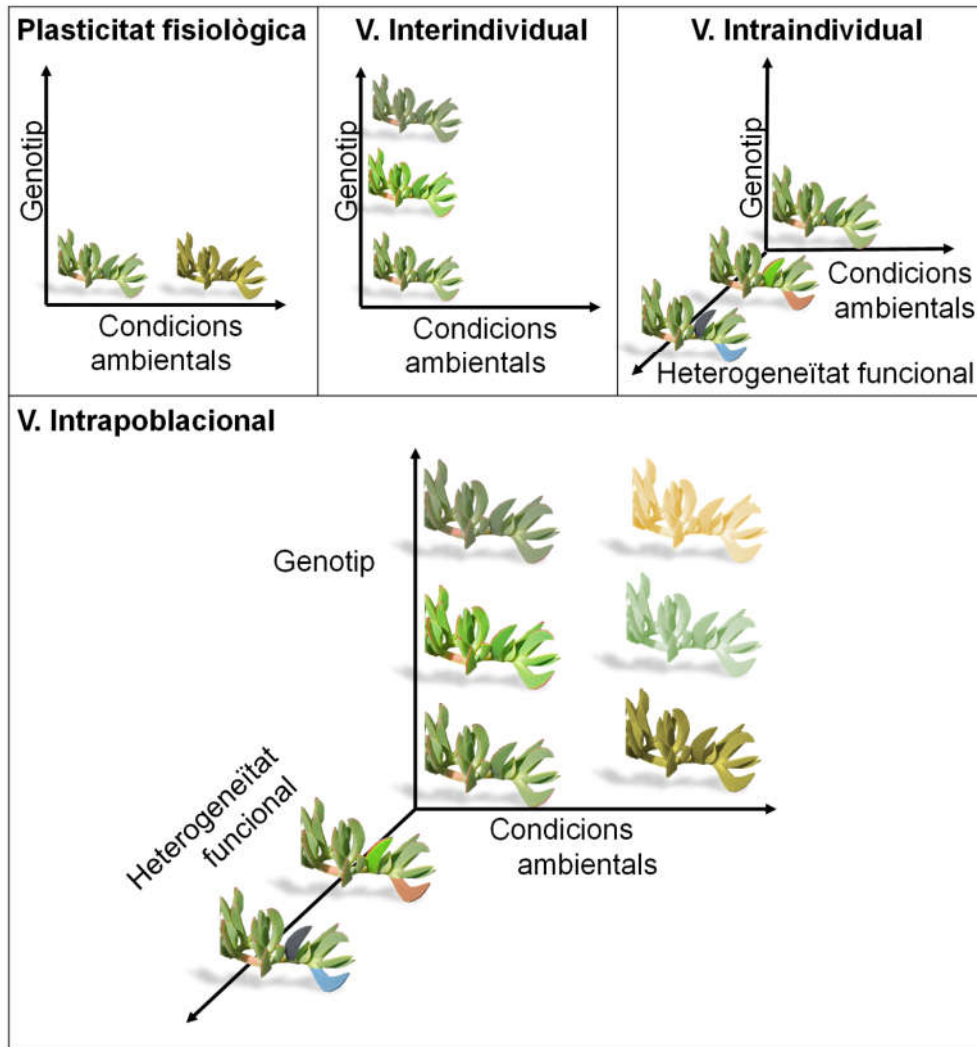 Plasticitat fisiològica
Genotip
Condicions
ambientals
V. Interindividual
Genotip
Condicions
ambientals
V. Intraindividual
Genotip
Condicions
ambientals
Heterogeneïtat funcional
V. Intrapoblacional
Genotip
Heterogeneïtat
funcional
Condicions
ambientals